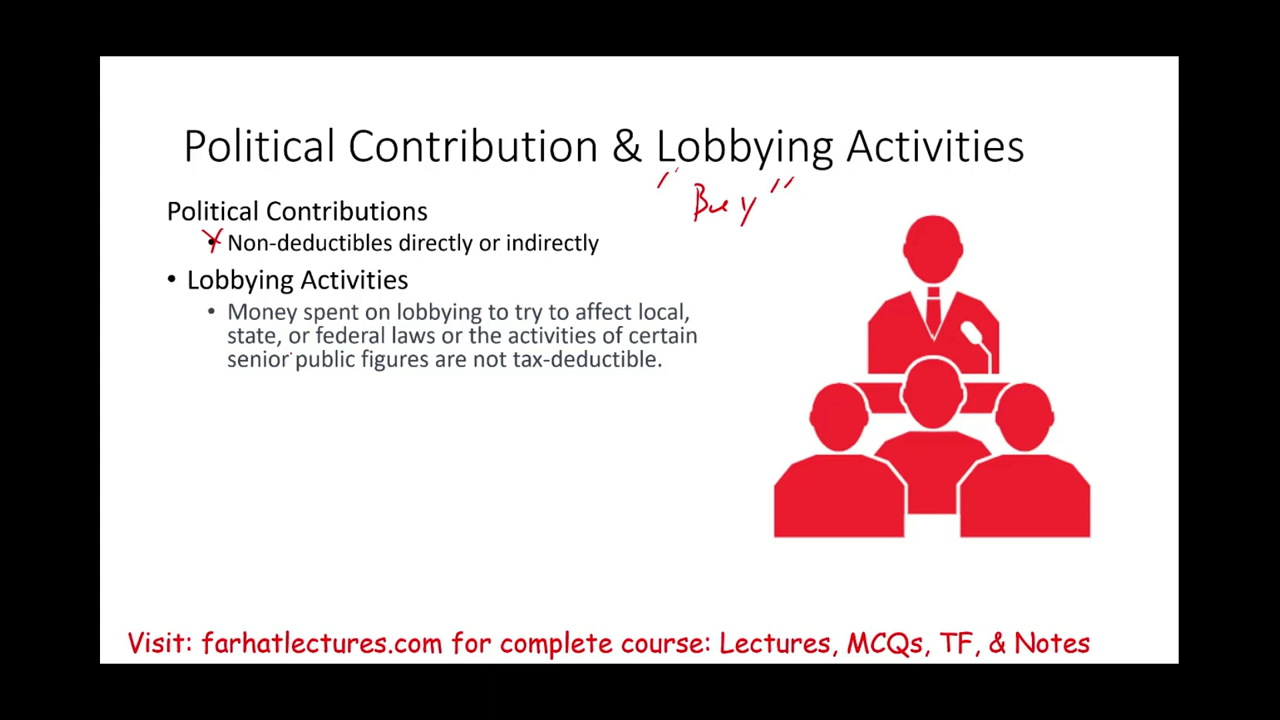 Political Contribution & Lobbying Activities
"Buy"
Political Contributions
• Non-deductibles directly or indirectly
• Lobbying Activities
• Money spent on lobbying to try to affect local,
state, or federal laws or the activities of certain
senior public figures are not tax-deductible.
Visit: farhatlectures.com for complete course: Lectures, MCQs, TF, & Notes